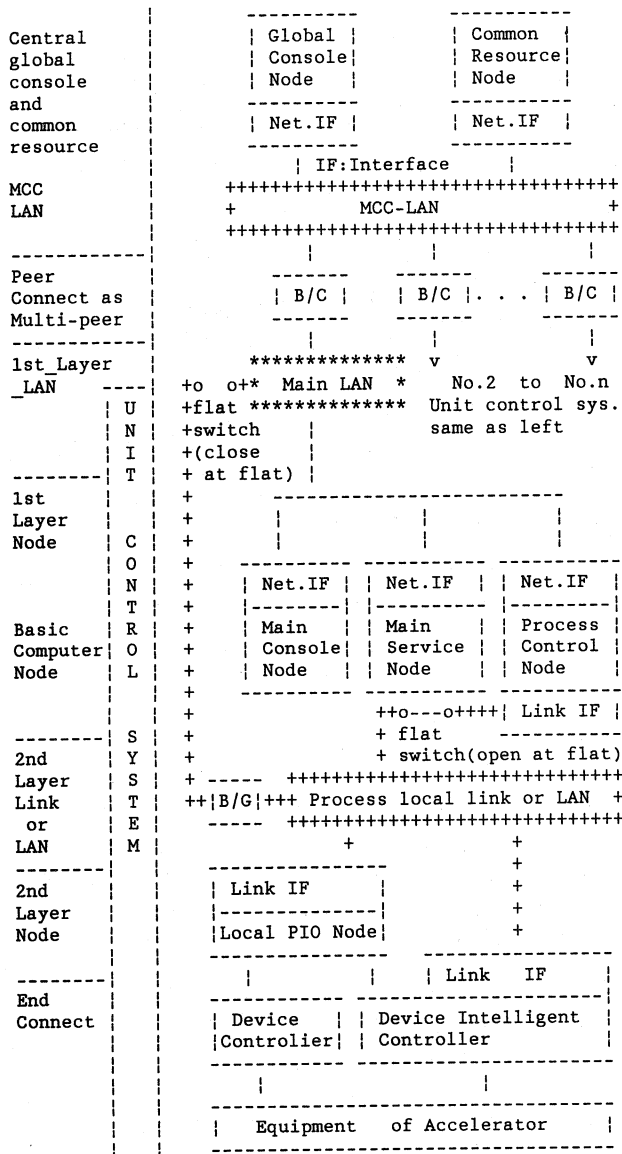 Central global console and common resource
Global Console Node
Common Resource Node
Net.IF
Net.IF
IF:Interface
MCC LAN
MCC-LAN
Peer Connect as Multi-peer
B/C
B/C
. . .
B/C
1st_Layer _LAN
UNIT CONTROL SYSTEM
+o o+* Main LAN *
v
v
flat switch (close at flat)
No.2 to No.n
Unit control sys.
same as left
1st Layer Node
Net.IF
Net.IF
Net.IF
Basic Computer Node
Main Console Node
Main Service Node
Process Control Node
++o---o++++
Link IF
flat
switch(open at flat)
2nd Layer Link or LAN
B/G
Process local link or LAN
2nd Layer Node
Link IF
Local PIO Node
Link IF
End Connect
Device Controlier
Device Intelligent Controller
Equipment of Accelerator